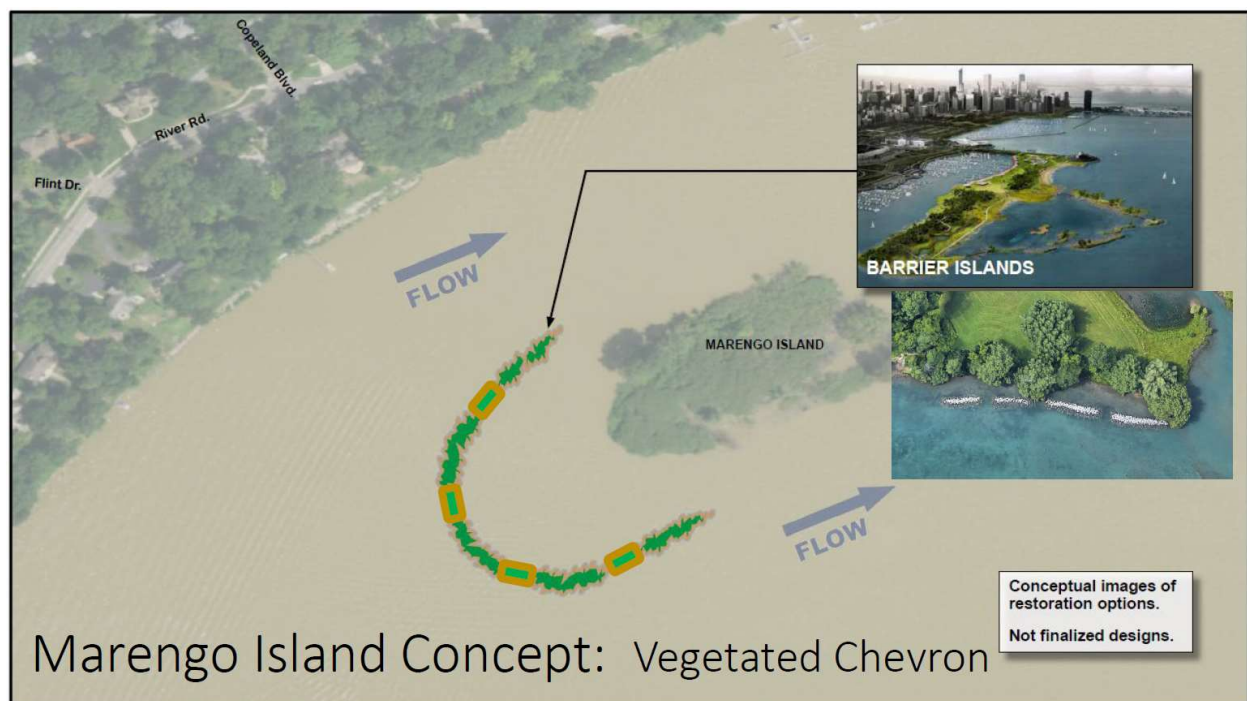 Copeland Blvd.
River Rd.
Flint Dr.
FLOW
BARRIER ISLANDS
MARENGO ISLAND
FLOW
Conceptual images of
restoration options.
Not finalized designs.
Marengo Island Concept: Vegetated Chevron